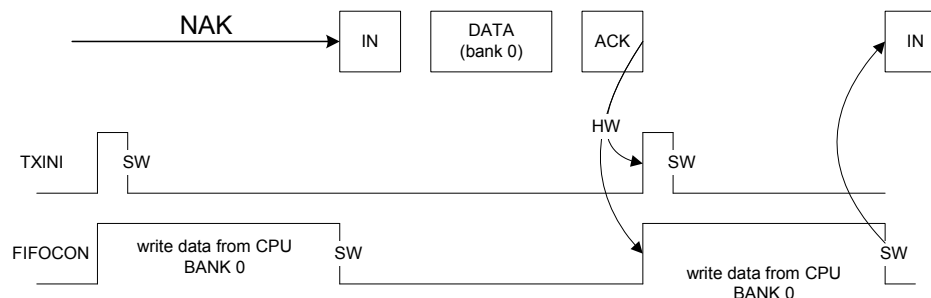 NAK
IN
DATA
(bank 0)
ACK
IN
HW
TXINI
SW
SW
FIFOCON
write data from CPU
BANK 0
SW
write data from CPU
BANK 0
SW